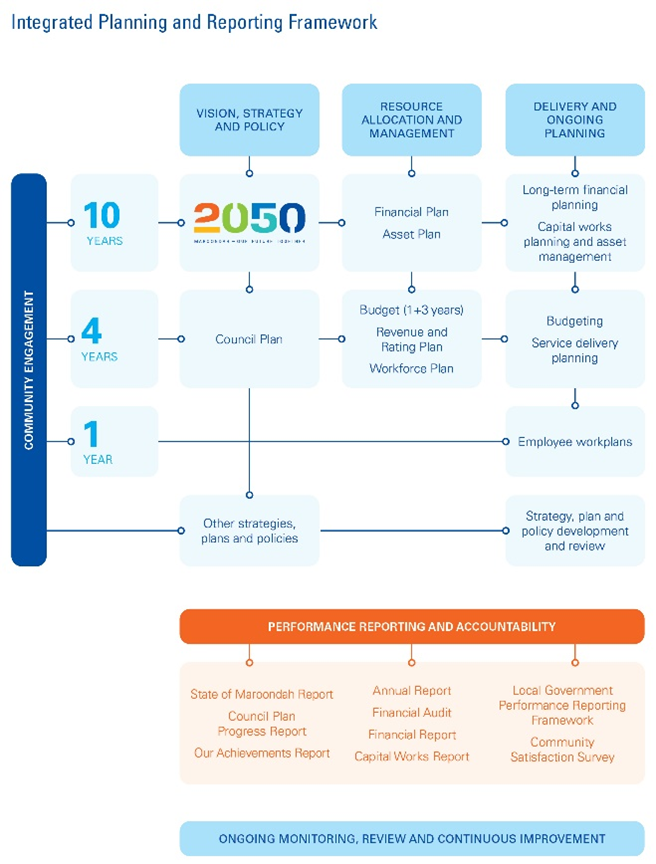 Integrated Planning and Reporting Framework
VISION, STRATEGY
AND POLICY
RESOURCE
ALLOCATION AND
MANAGEMENT
DELIVERY AND
ONGOING
PLANNING
COMMUNITY ENGAGEMENT
10
YEARS
2050
MAROONDAH – OUR FUTURE TOGETHER
Financial Plan
Asset Plan
Long-term financial
planning
Capital works
planning and asset
management
4
YEARS
Council Plan
Budget (1+3 years)
Revenue and
Rating Plan
Workforce Plan
Budgeting
Service delivery
planning
1
YEAR
Employee workplans
Other strategies,
plans and policies
Strategy, plan and
policy development
and review
PERFORMANCE REPORTING AND ACCOUNTABILITY
State of Maroondah Report
Council Plan
Progress Report
Our Achievements Report
Annual Report
Financial Audit
Financial Report
Capital Works Report
Local Government
Performance Reporting
Framework
Community
Satisfaction Survey
ONGOING MONITORING, REVIEW AND CONTINUOUS IMPROVEMENT